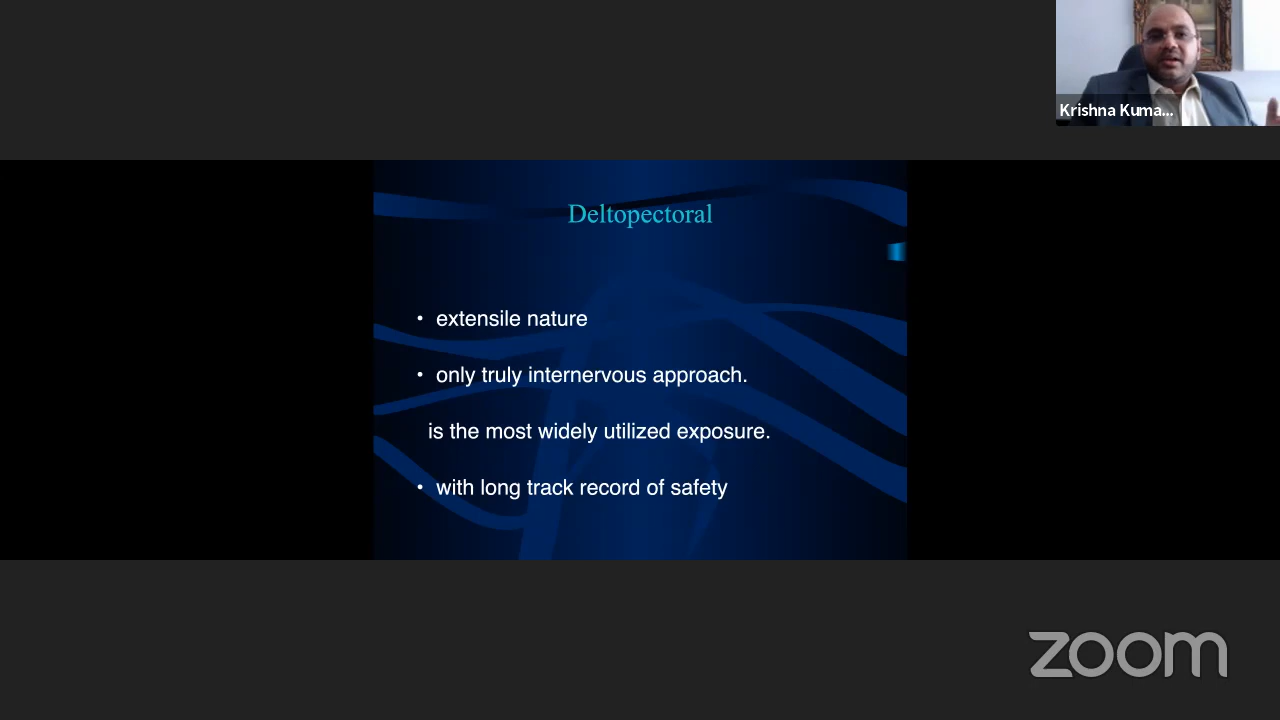 Krishna Kuma...
Deltopectoral
• extensile nature
• only truly internervous approach.
is the most widely utilized exposure.
• with long track record of safety
zoom